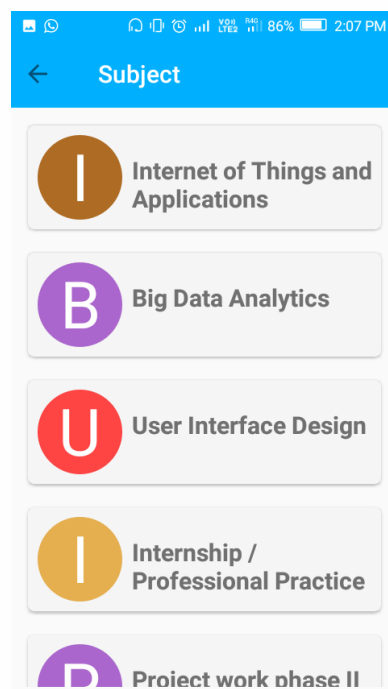 86% 2:07 PM
Subject
I
Internet of Things and
Applications
B
Big Data Analytics
U
User Interface Design
I
Internship /
Professional Practice
P
Project work phase II